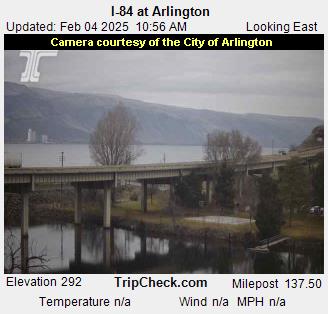 I-84 at Arlington
Updated: Feb 04 2025 10:56 AM Looking East
Camera courtesy of the City of Arlington
Elevation 292 TripCheck.com Milepost 137.50
Temperature n/a Wind n/a MPH n/a